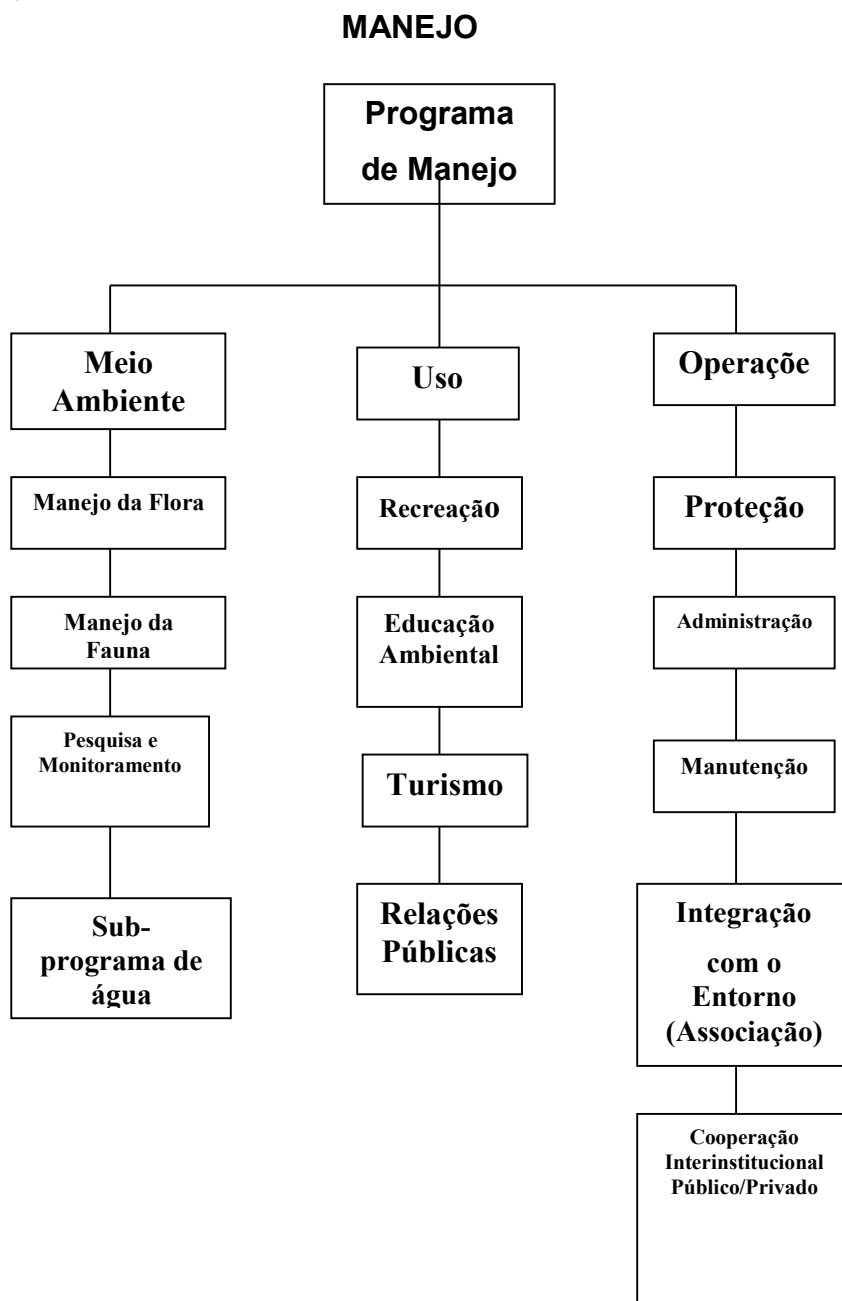 MANEJO
Programa
de Manejo
Meio
Ambiente
Uso
Operaçõe
Manejo da Flora
Recreação
Proteção
Manejo da
Fauna
Educação
Ambiental
Administração
Pesquisa e
Monitoramento
Turismo
Manutenção
Sub-
programa de
água
Relações
Públicas
Integração
com o
Entorno
(Associação)
Cooperação
Interinstitucional
Público/Privado